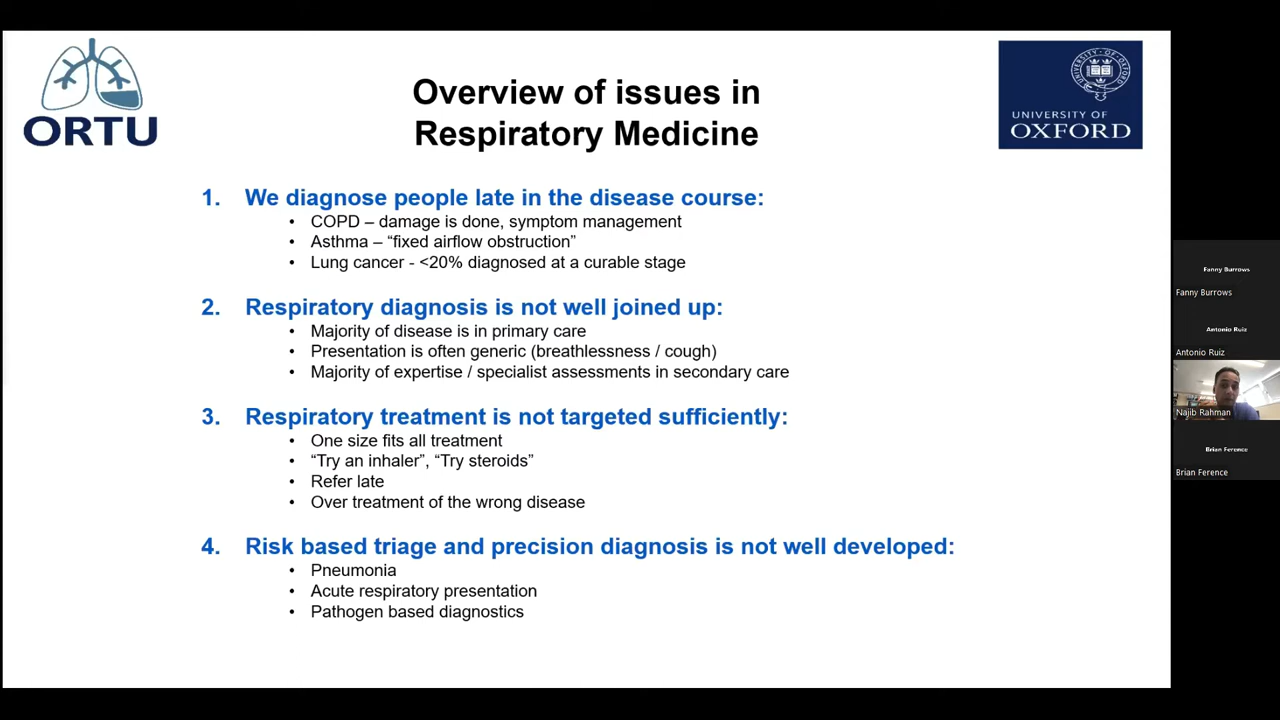 ORTU
Overview of issues in
Respiratory Medicine
UNIVERSITY OF OXFORD
UNIVERSITY OF
OXFORD
1. We diagnose people late in the disease course:
• COPD – damage is done, symptom management
• Asthma – “fixed airflow obstruction”
• Lung cancer - <20% diagnosed at a curable stage
2. Respiratory diagnosis is not well joined up:
• Majority of disease is in primary care
• Presentation is often generic (breathlessness / cough)
• Majority of expertise / specialist assessments in secondary care
3. Respiratory treatment is not targeted sufficiently:
• One size fits all treatment
• “Try an inhaler”, “Try steroids”
• Refer late
• Over treatment of the wrong disease
4. Risk based triage and precision diagnosis is not well developed:
• Pneumonia
• Acute respiratory presentation
• Pathogen based diagnostics
Fanny Burrows
Fanny Burrows
Antonio Ruiz
Antonio Ruiz
Najib Rahman
Brian Ference
Brian Ference